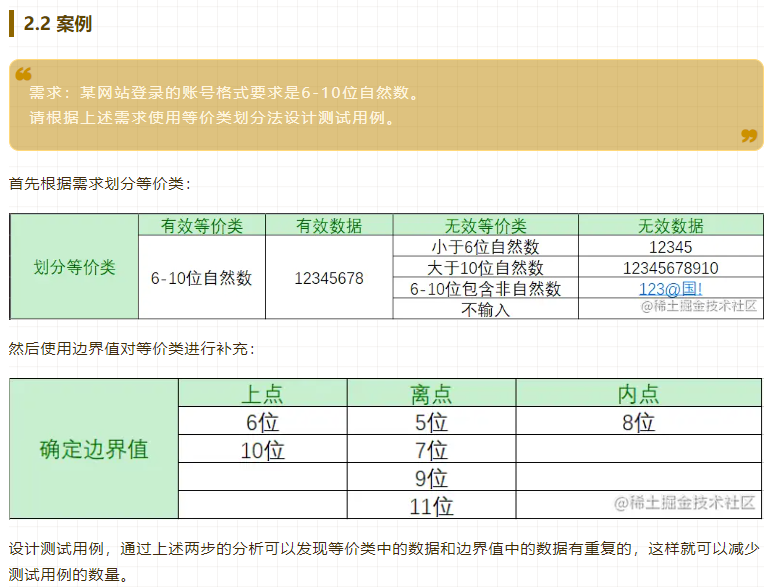 2.2 案例
需求：某网站登录的账号格式要求是6-10位自然数。
请根据上述需求使用等价类划分法设计测试用例。
首先根据需求划分等价类：
划分等价类 有效等价类 有效数据 无效等价类 无效数据
6-10位自然数 12345678 小于6位自然数 12345
大于10位自然数 12345678910
6-10位包含非自然数 123@国!
不输入
@稀土掘金技术社区
然后使用边界值对等价类进行补充：
确定边界值 上点 离点 内点
6位 5位 8位
10位 7位
9位
11位
@稀土掘金技术社区
设计测试用例，通过上述两步的分析可以发现等价类中的数据和边界值中的数据有重复的，这样就可以减少
测试用例的数量。